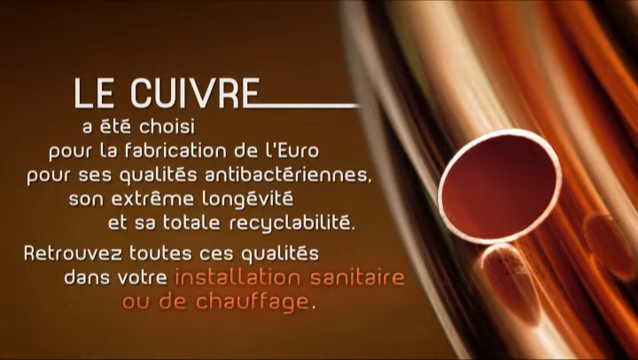 LE CUIVRE
a été choisi
pour la fabrication de l'Euro
pour ses qualités antibactériennes,
son extrême longévité
et sa totale recyclabilité.
Retrouvez toutes ces qualités
dans votre installation sanitaire
ou de chauffage.